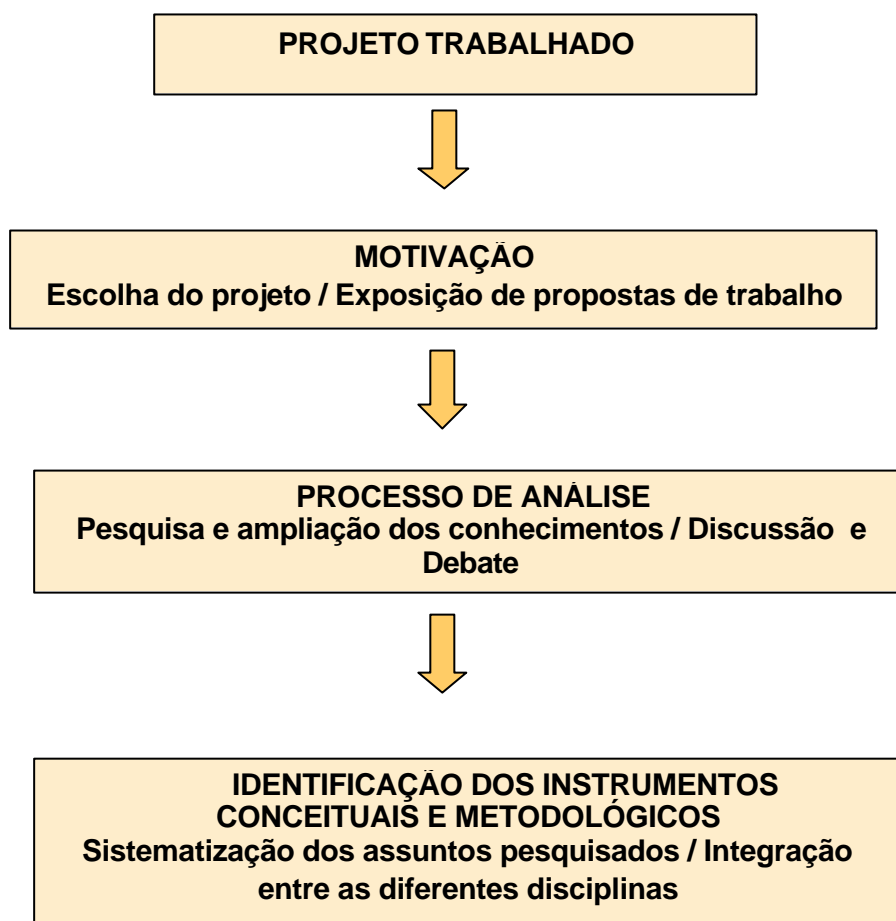 PROJETO TRABALHADO
MOTIVAÇÃO
Escolha do projeto / Exposição de propostas de trabalho
PROCESSO DE ANÁLISE
Pesquisa e ampliação dos conhecimentos / Discussão e
Debate
IDENTIFICAÇÃO DOS INSTRUMENTOS
CONCEITUAIS E METODOLÓGICOS
Sistematização dos assuntos pesquisados / Integração
entre as diferentes disciplinas